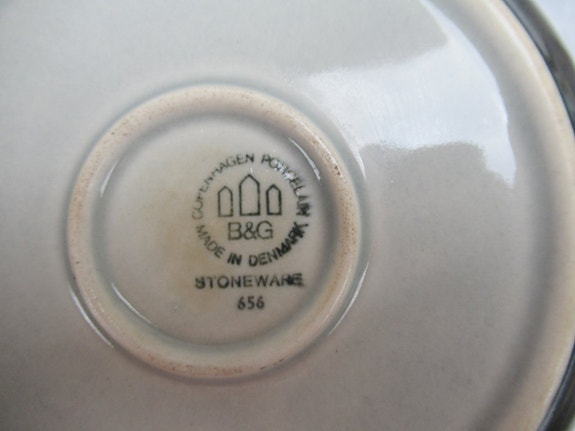 COPENHAGEN PORCELAIN
B&G
MADE IN DENMARK
STONEWARE
656